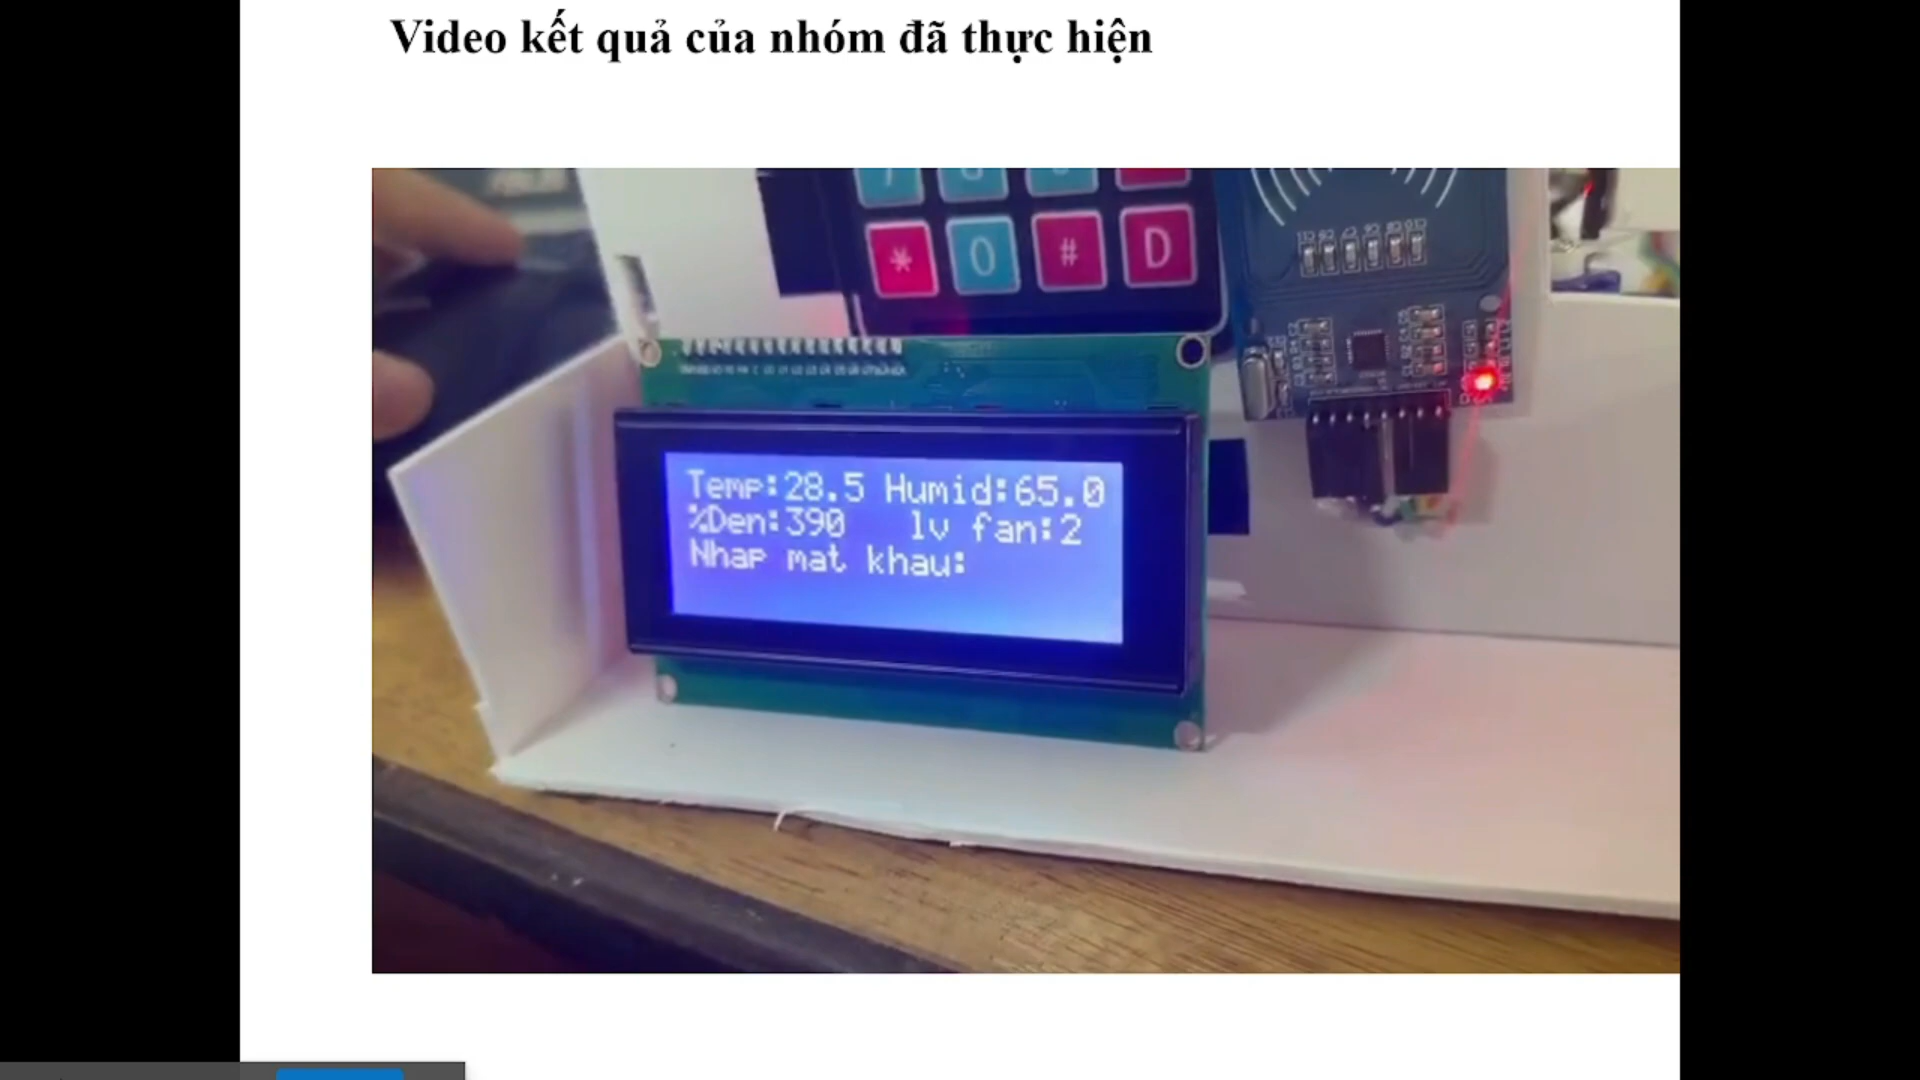 Video kết quả của nhóm đã thực hiện
* 0 # D
Temp:28.5 Humid:65.0
%Den:390 lv fan:2
Nhap mat khau: